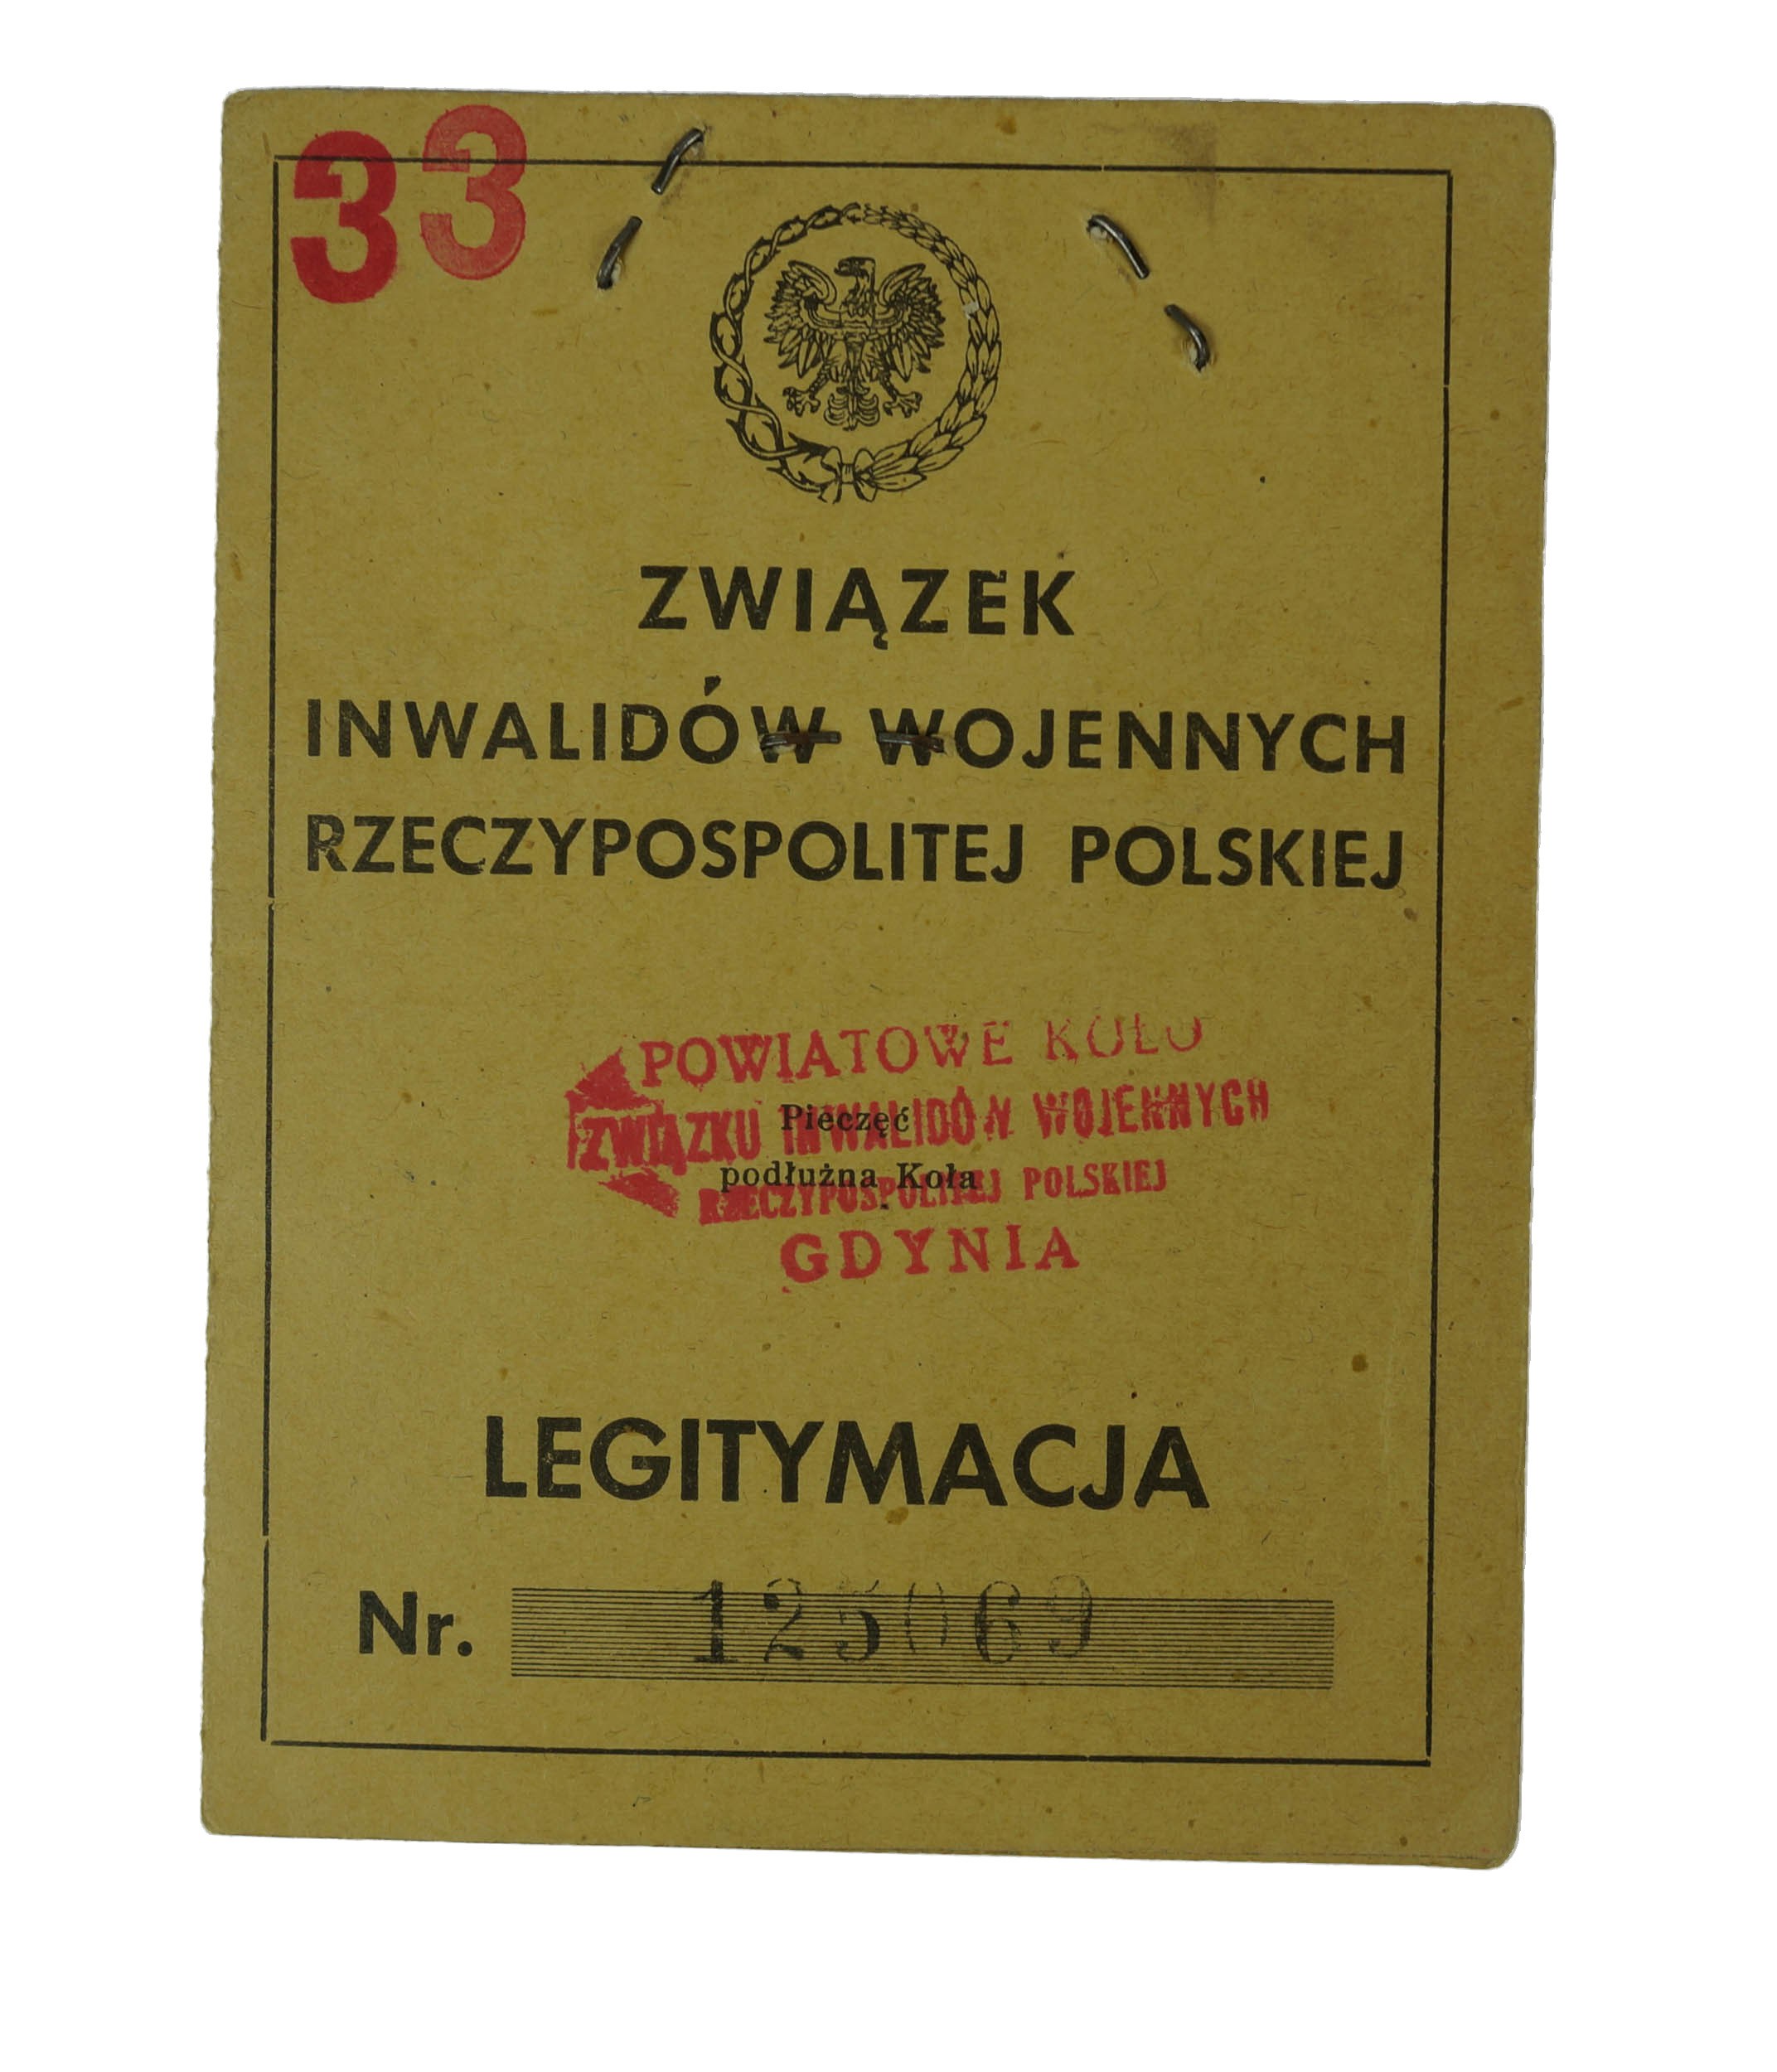 33
ZWIĄZEK
INWALIDÓW WOJENNYCH
RZECZYPOSPOLITEJ POLSKIEJ
POWIATOWE KOŁO
ZWIĄZKU INWALIDÓW WOJENNYCH
RZECZYPOSPOLITEJ POLSKIEJ
GDYNIA
Pieczęć
podłużna Koła
LEGITYMACJA
Nr. 125069